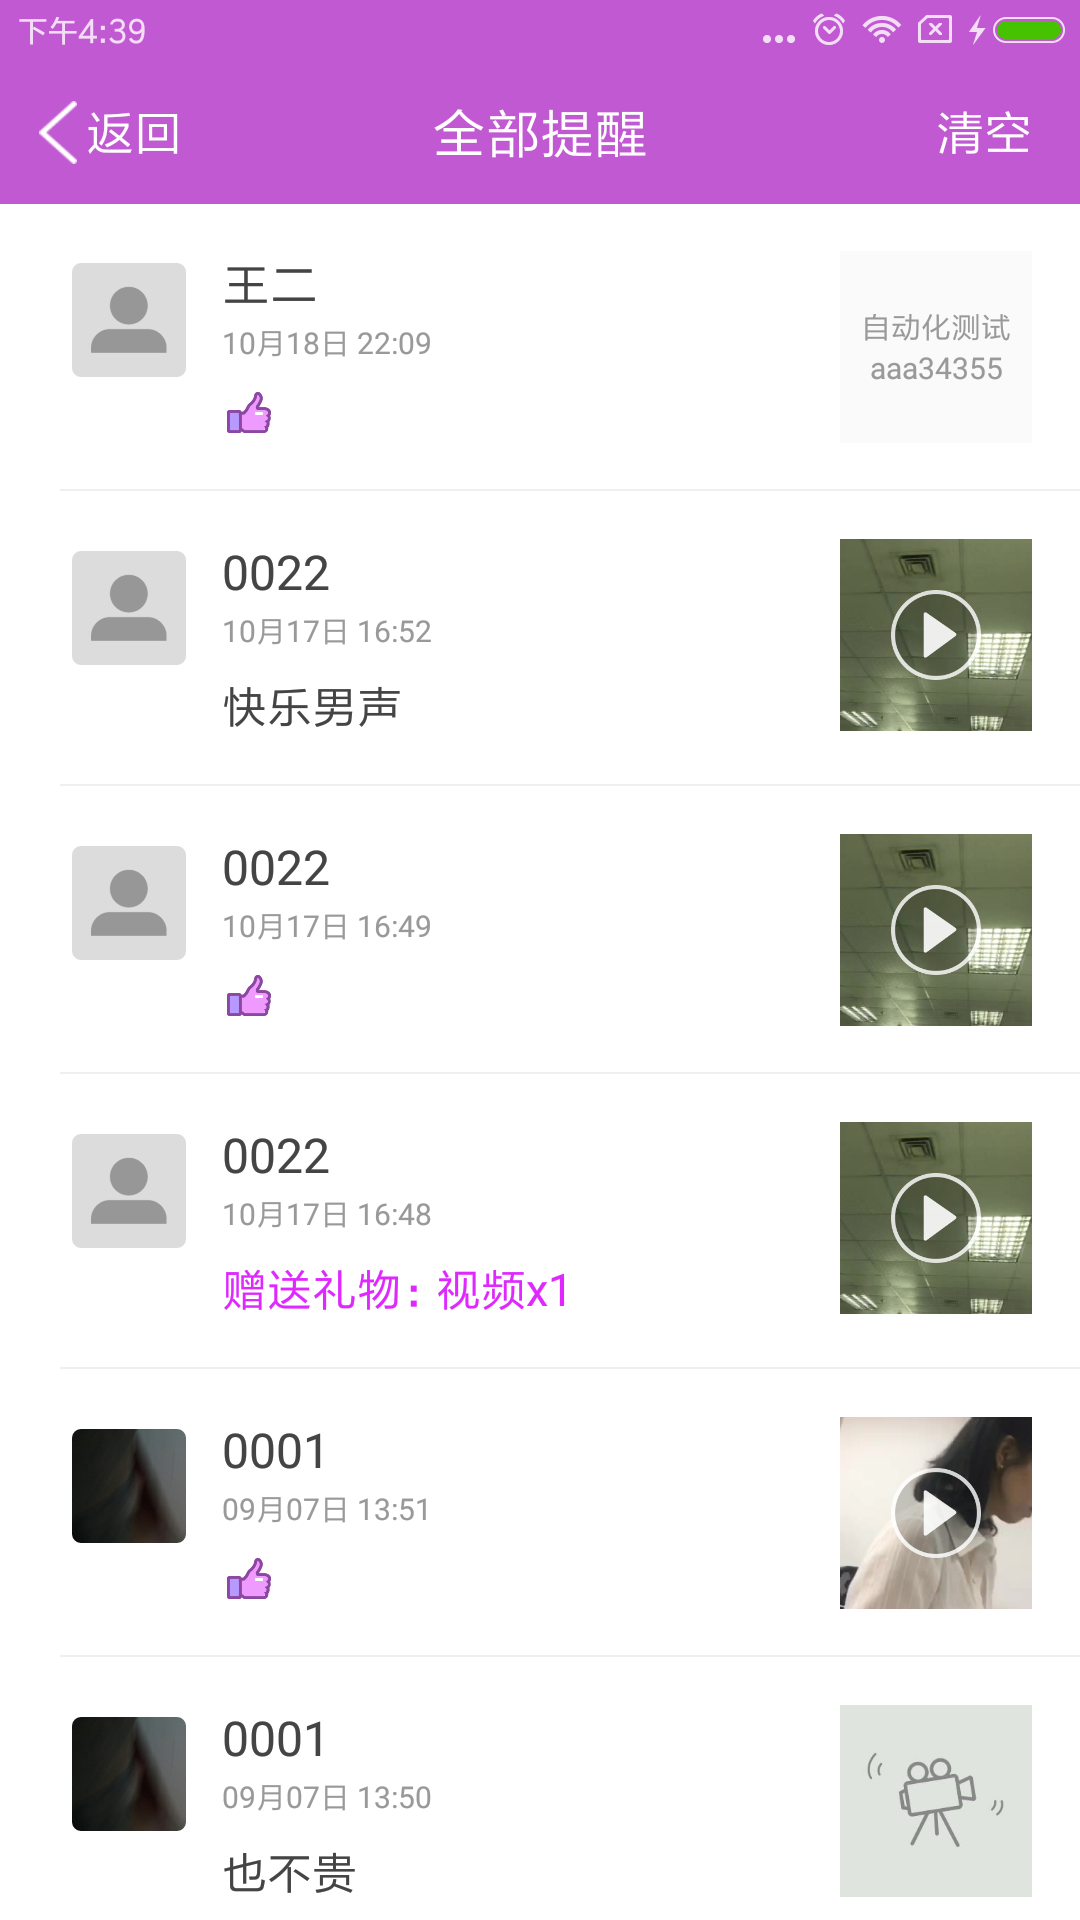 下午4:39
返回 全部提醒 清空
王二
10月18日 22:09
自动化测试
aaa34355
0022
10月17日 16:52
快乐男声
0022
10月17日 16:49
0022
10月17日 16:48
赠送礼物：视频x1
0001
09月07日 13:51
0001
09月07日 13:50
也不贵